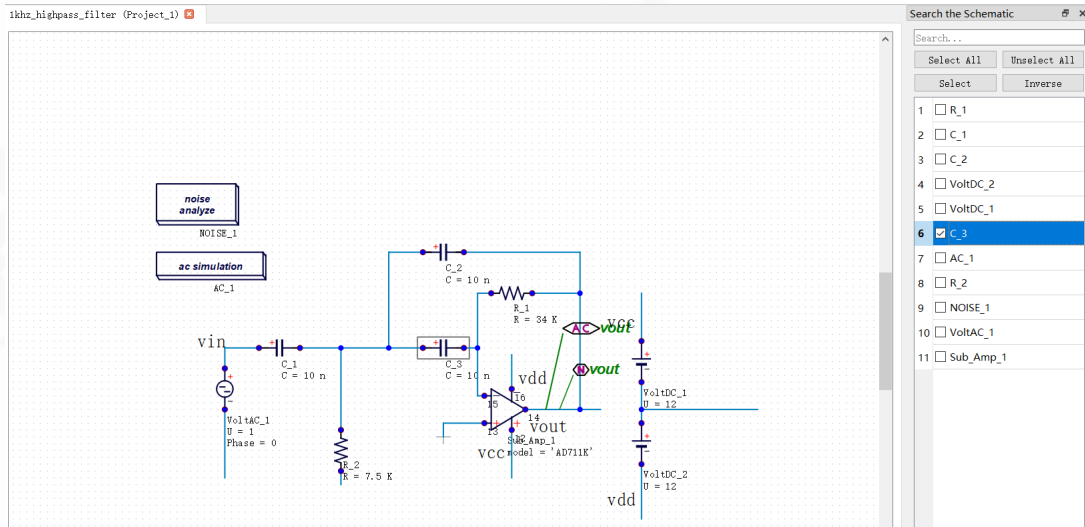 1khz_highpass_filter (Project_1)
Search the Schematic
Search...
Select All
Unselect All
Select
Inverse
1 R_1
2 C_1
3 C_2
4 VoltDC_2
5 VoltDC_1
6 C_3
7 AC_1
8 R_2
9 NOISE_1
10 VoltAC_1
11 Sub_Amp_1
noise
analyze
NOISE_1
ac simulation
AC_1
C_2
C = 10 n
R_1
R = 34 K
AC
vout
vcc
vin
C_1
C = 10 n
C_3
C = 10 n
N
vout
vdd
VoltDC_1
U = 12
VoltAC_1
U = 1
Phase = 0
15
16
14
13
12
vout
Sub_Amp_1
model = 'AD711K'
vcc
R_2
R = 7.5 K
VoltDC_2
U = 12
vdd